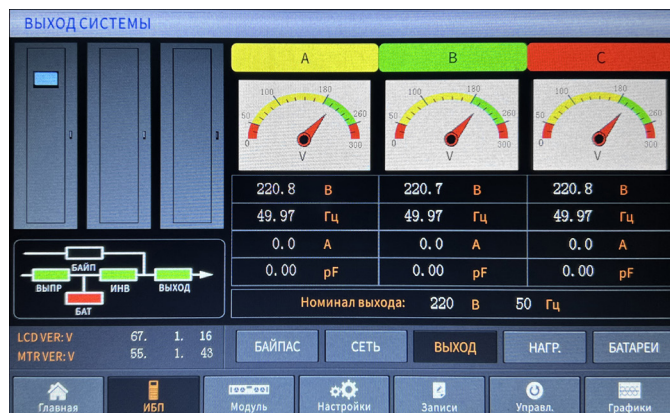 ВЫХОД СИСТЕМЫ
A B C
0 50 100 180 260 300 V
0 50 100 180 260 300 V
0 50 100 180 260 300 V
220.8 В 220.7 В 220.8 В
49.97 Гц 49.97 Гц 49.97 Гц
0.0 А 0.0 А 0.0 А
0.00 pF 0.00 pF 0.00 pF
Номинал выхода: 220 В 50 Гц
БАЙП
ВЫПР ИНВ ВЫХОД
БАТ
LCD VER: V 67. 1. 16
MTR VER: V 55. 1. 43
БАЙПАС СЕТЬ ВЫХОД НАГР. БАТАРЕИ
Главная ИБП Модуль Настройки Записи Управл. Графики